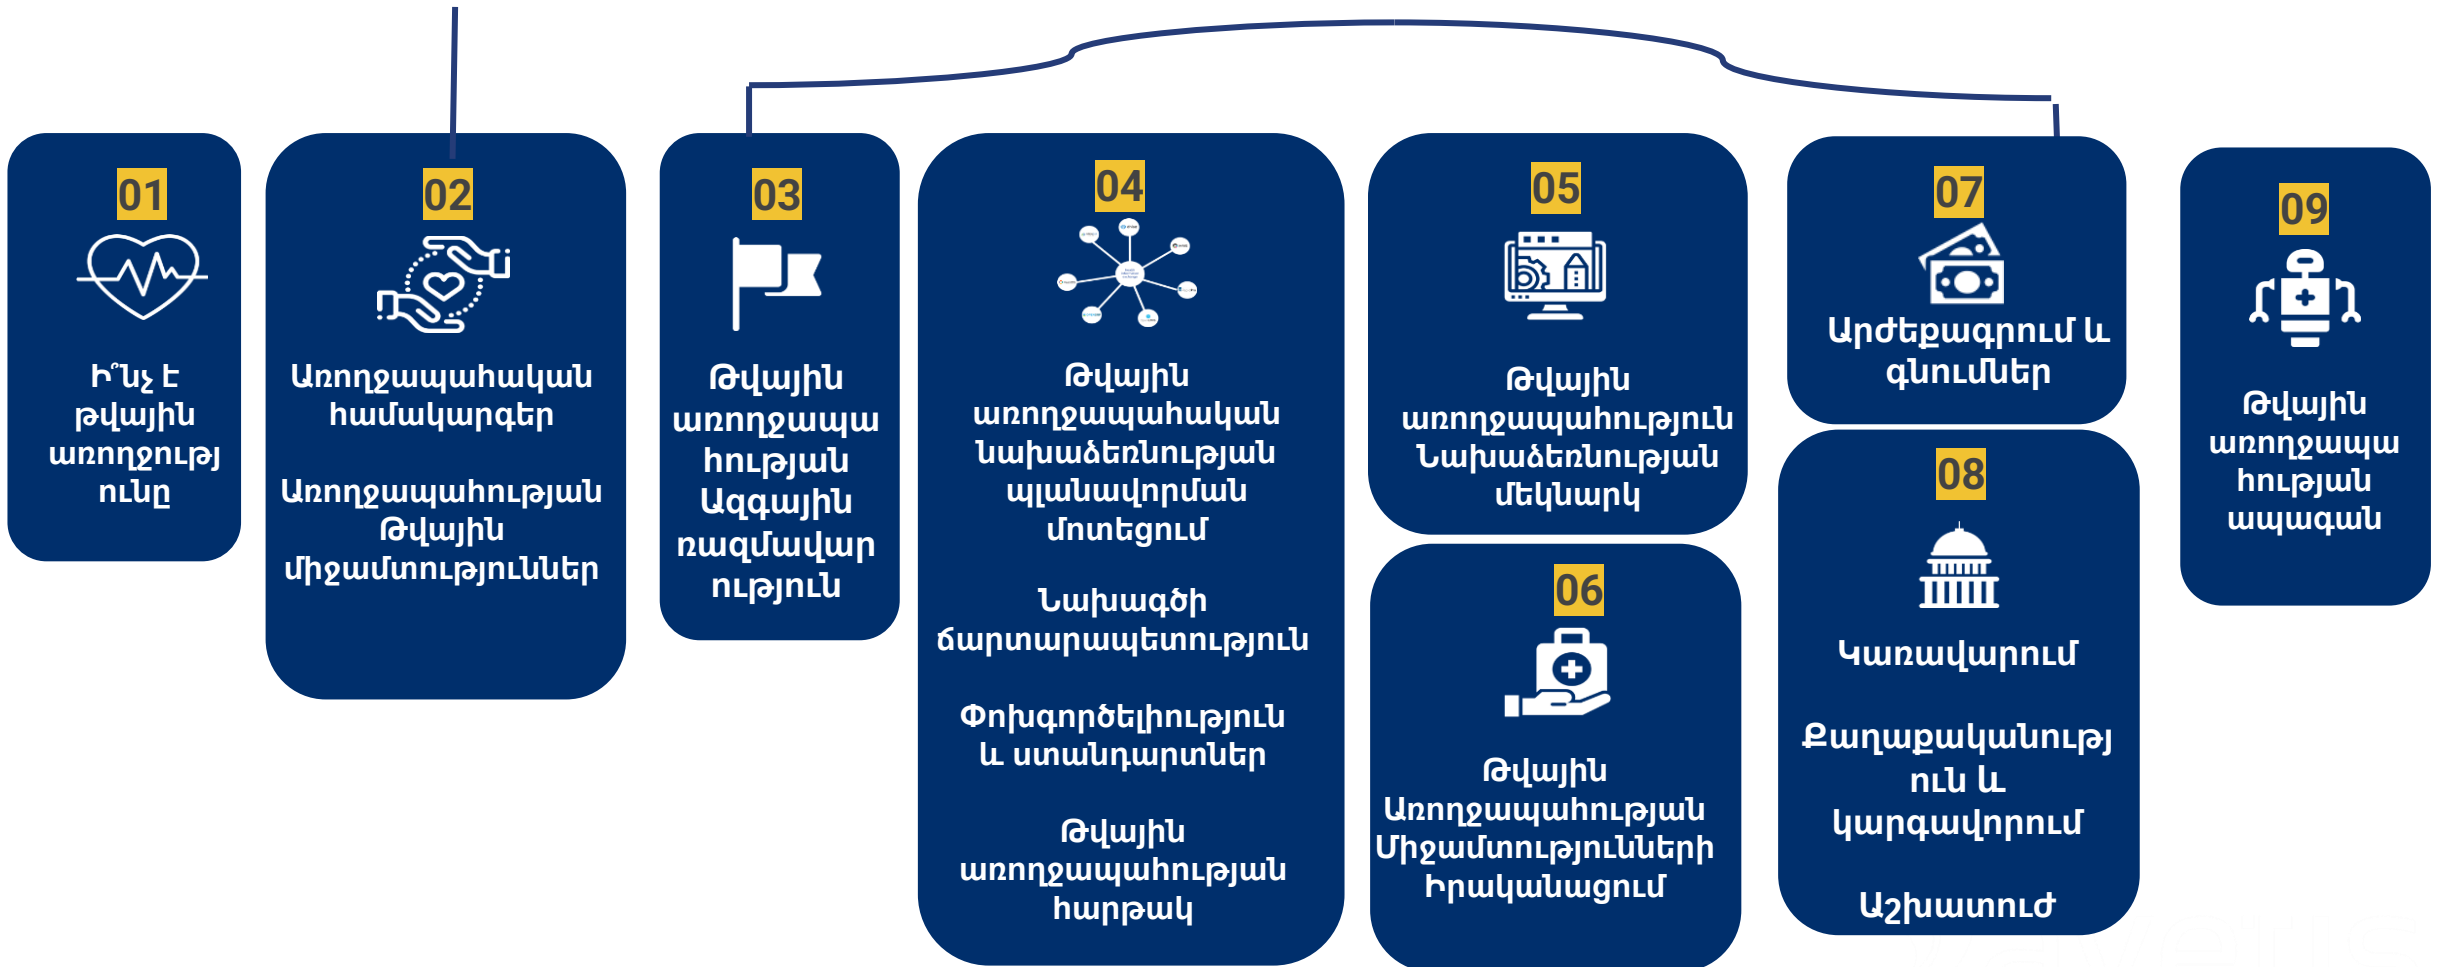 01
Ի՞նչ է
թվային
առողջությ
ունը
02
Առողջապահական
համակարգեր
Առողջապահության
Թվային
միջամտություններ
03
Թվային
առողջապա
հության
Ազգային
ռազմավար
ություն
04
Թվային
առողջապահական
նախաձեռնության
պլանավորման
մոտեցում
Նախագծի
ճարտարապետություն
Փոխգործելիություն
և ստանդարտներ
Թվային
առողջապահության
հարթակ
05
Թվային
առողջապահություն
Նախաձեռնության
մեկնարկ
06
Թվային
Առողջապահության
Միջամտությունների
Իրականացում
07
Արժեքագրում և
գնումներ
08
Կառավարում
Քաղաքականությ
ուն և
կարգավորում
Աշխատուժ
09
Թվային
առողջապա
հության
ապագան